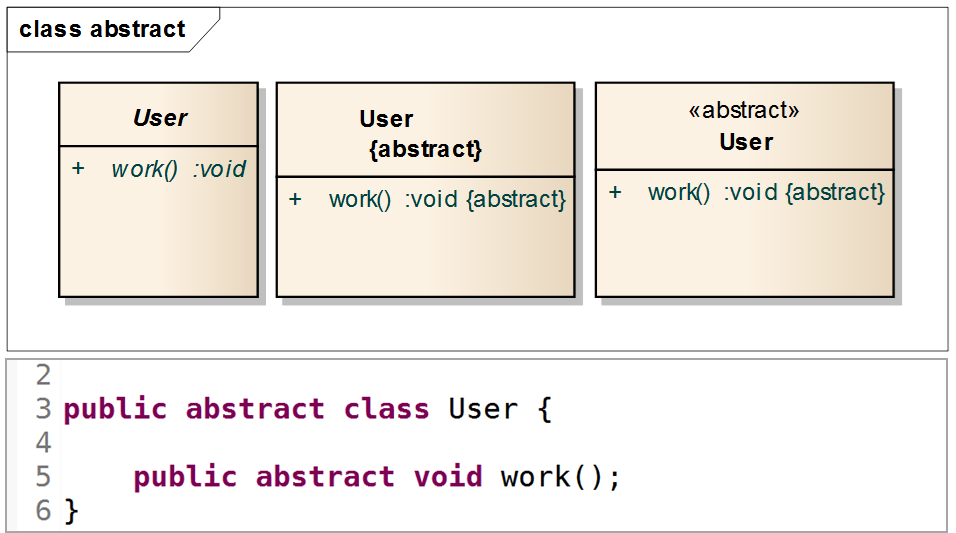 class abstract
User
+ work() :void
User
{abstract}
+ work() :void {abstract}
«abstract»
User
+ work() :void {abstract}
2
3 public abstract class User {
4
5 public abstract void work();
6 }